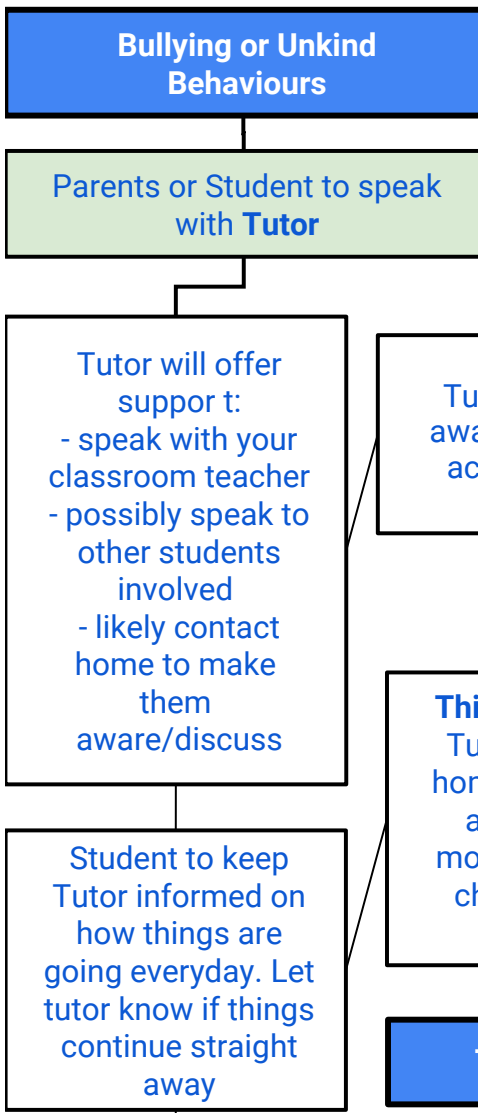 Bullying or Unkind
Behaviours
Parents or Student to speak
with Tutor
Tutor will offer
suppor t:
- speak with your
classroom teacher
- possibly speak to
other students
involved
- likely contact
home to make
them
aware/discuss
Student to keep
Tutor informed on
how things are
going everyday. Let
tutor know if things
continue straight
away